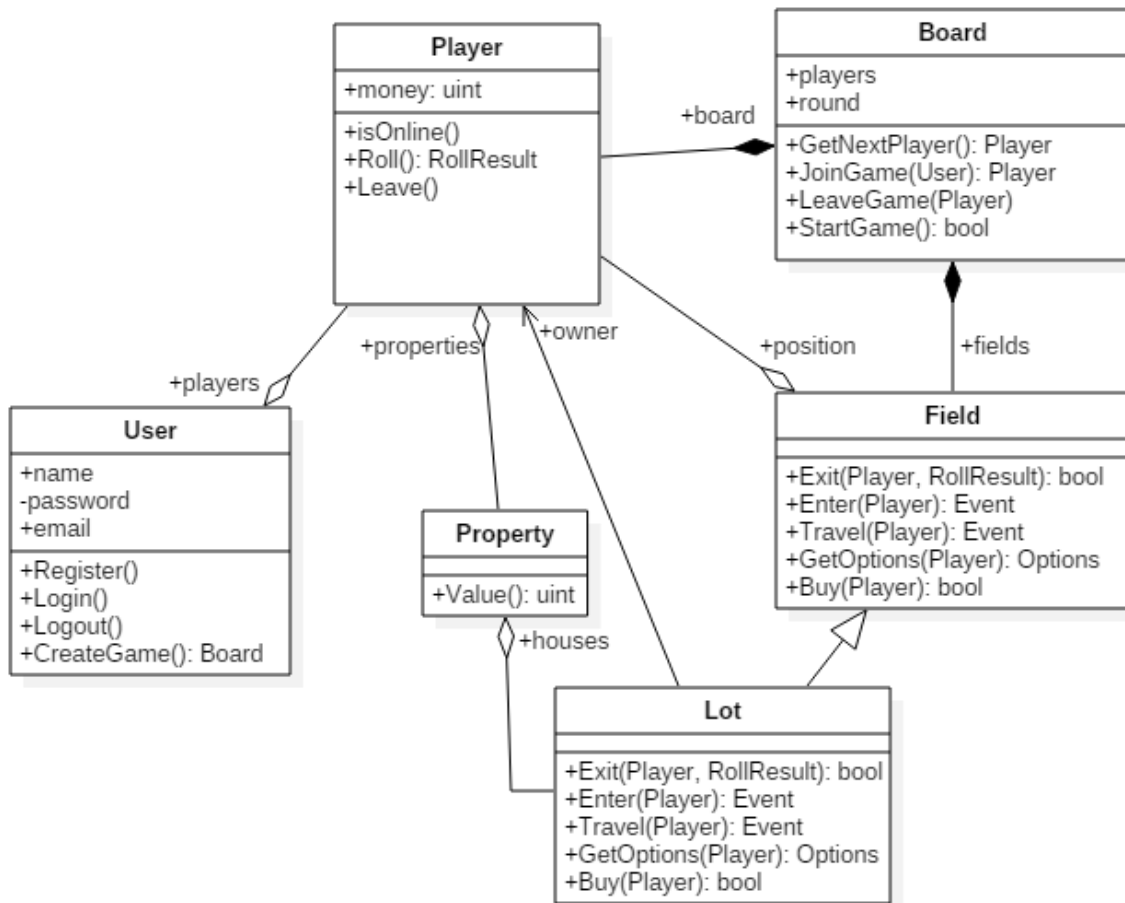 Player
+money: uint
+isOnline()
+Roll(): RollResult
+Leave()
Board
+players
+round
+GetNextPlayer(): Player
+JoinGame(User): Player
+LeaveGame(Player)
+StartGame(): bool
+board
+properties
+owner
+position
+fields
+players
User
+name
-password
+email
+Register()
+Login()
+Logout()
+CreateGame(): Board
Property
+Value(): uint
+houses
Field
+Exit(Player, RollResult): bool
+Enter(Player): Event
+Travel(Player): Event
+GetOptions(Player): Options
+Buy(Player): bool
Lot
+Exit(Player, RollResult): bool
+Enter(Player): Event
+Travel(Player): Event
+GetOptions(Player): Options
+Buy(Player): bool